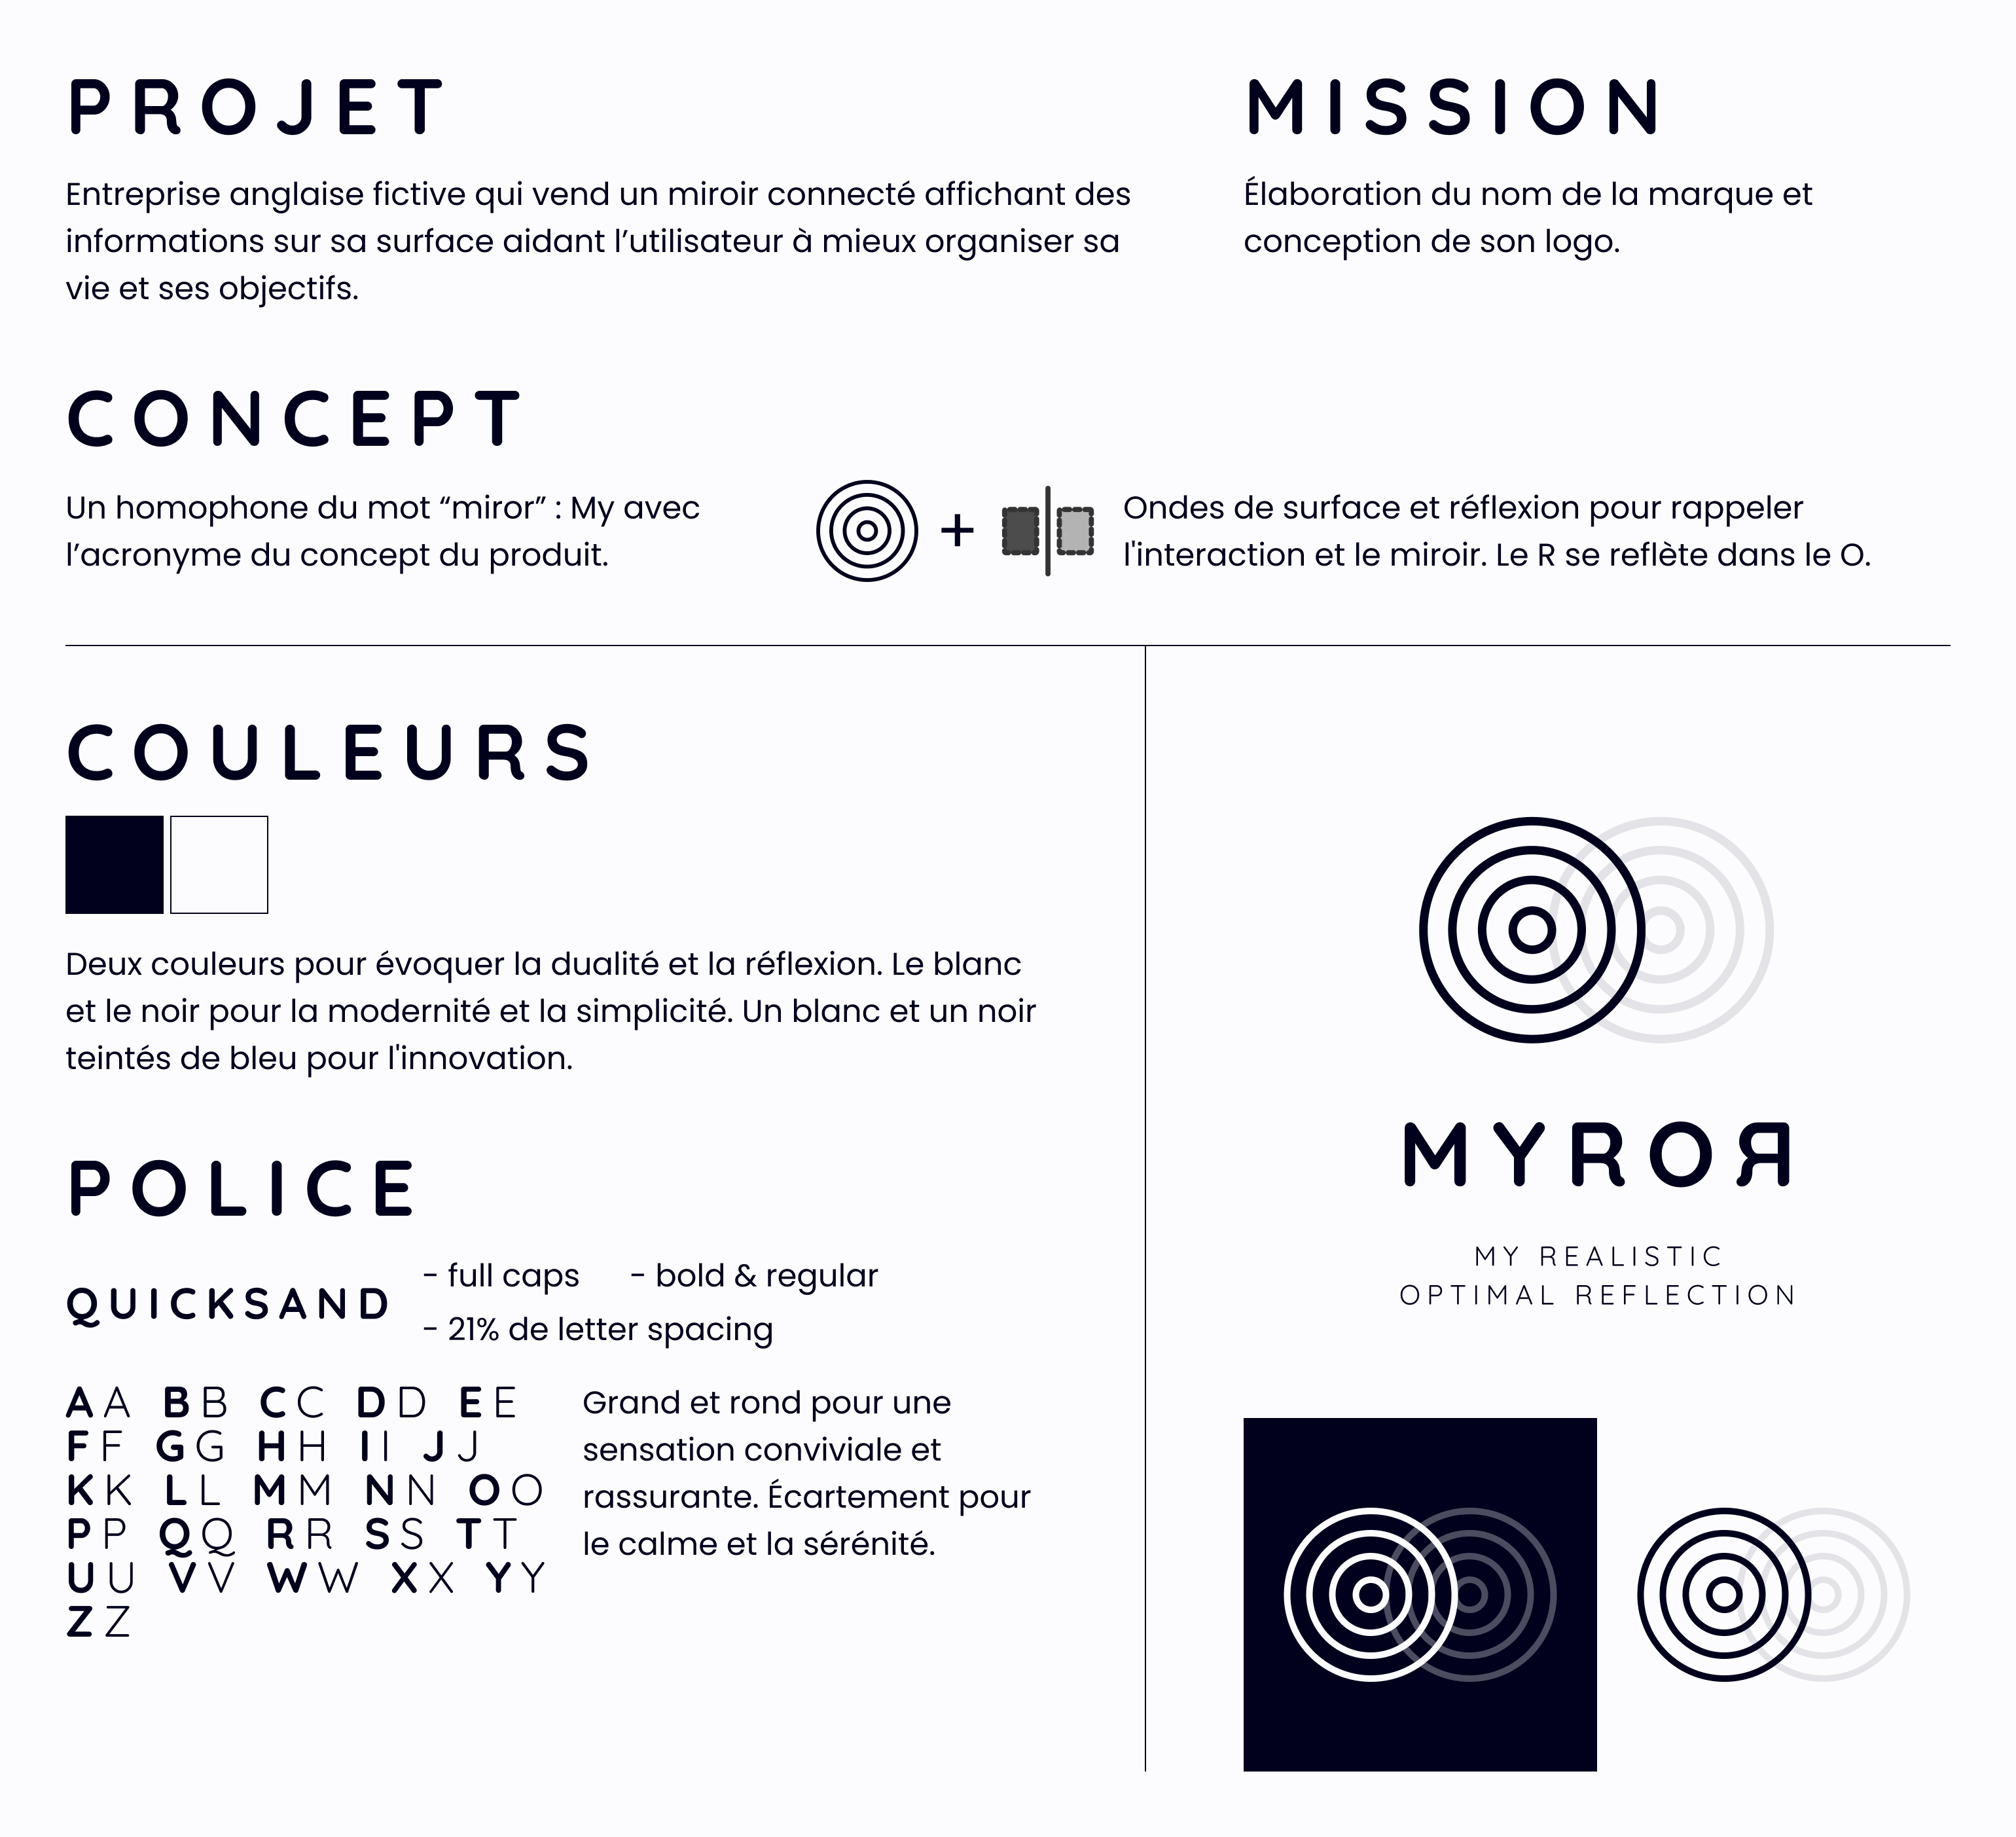 PROJET
Entreprise anglaise fictive qui vend un miroir connecté affichant des
informations sur sa surface aidant l’utilisateur à mieux organiser sa
vie et ses objectifs.
MISSION
Élaboration du nom de la marque et
conception de son logo.
CONCEPT
Un homophone du mot “miror” : My avec
l’acronyme du concept du produit.
+
Ondes de surface et réflexion pour rappeler
l'interaction et le miroir. Le R se reflète dans le O.
COULEURS
Deux couleurs pour évoquer la dualité et la réflexion. Le blanc
et le noir pour la modernité et la simplicité. Un blanc et un noir
teintés de bleu pour l'innovation.
POLICE
QUICKSAND
- full caps - bold & regular
- 21% de letter spacing
A A B B C C D D E E
F F G G H H I I J J
K K L L M M N N O O
P P Q Q R R S S T T
U U V V W W X X Y Y
Z Z
Grand et rond pour une
sensation conviviale et
rassurante. Écartement pour
le calme et la sérénité.
MYROЯ
MY REALISTIC
OPTIMAL REFLECTION